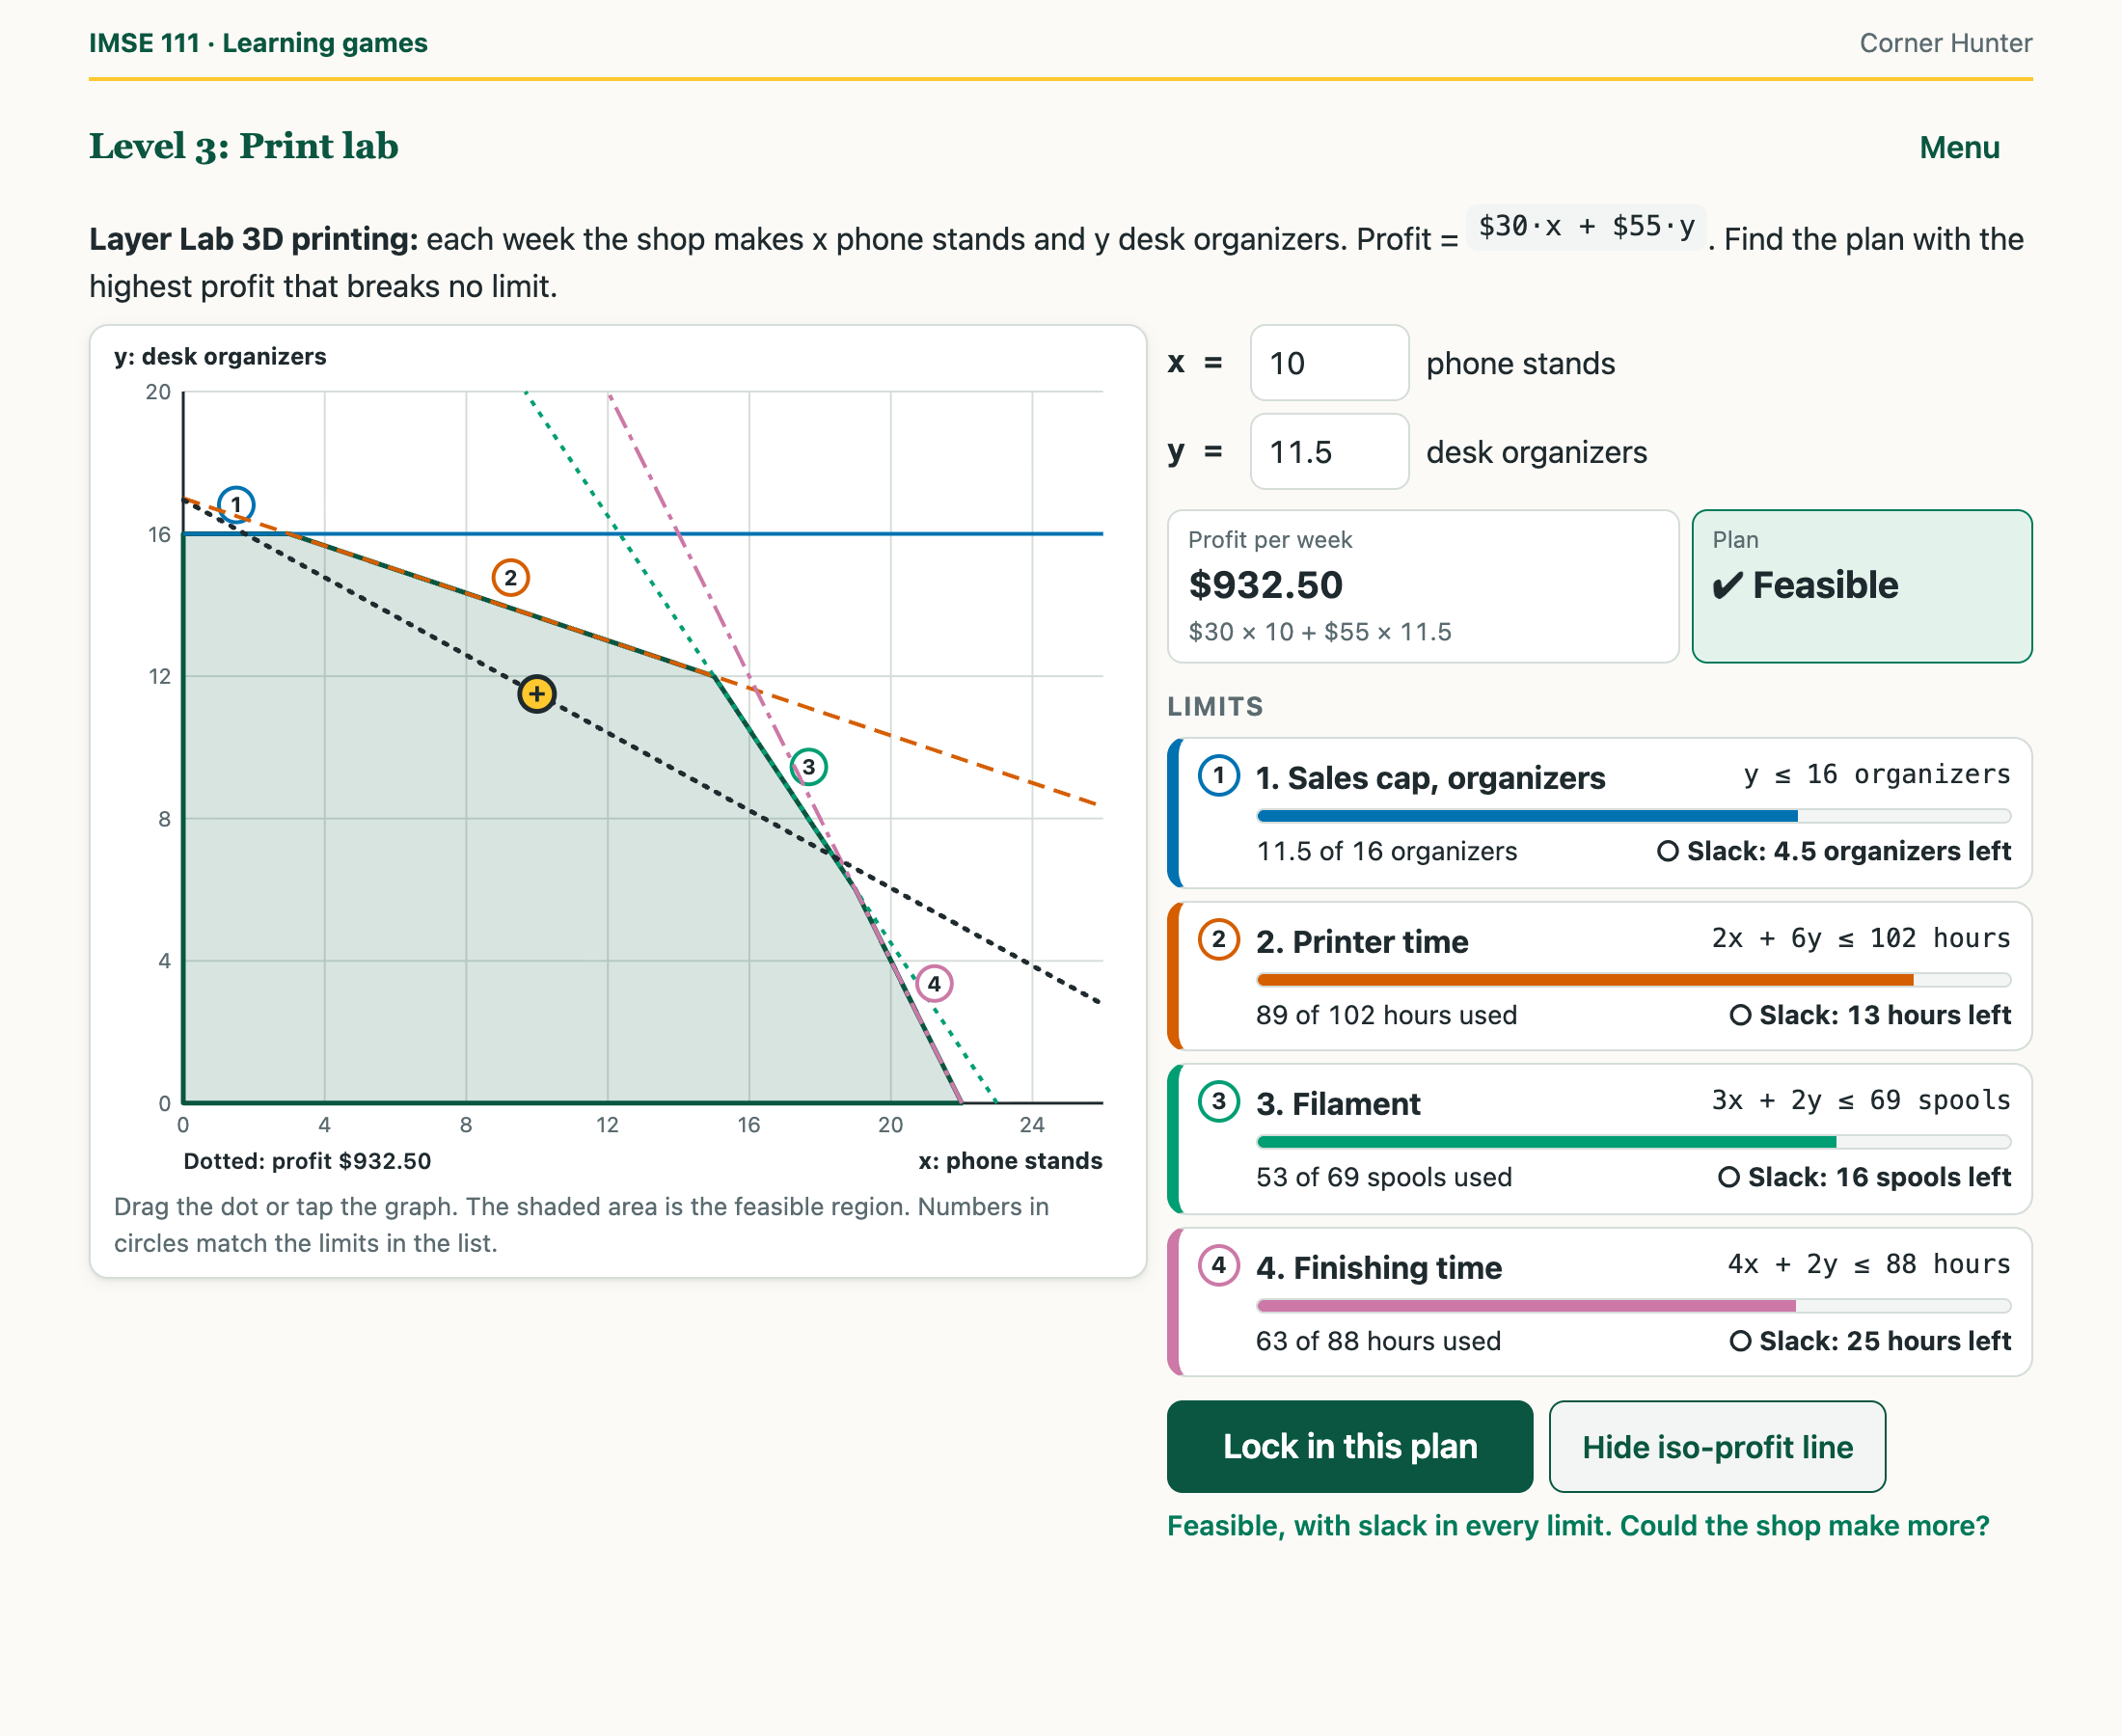 IMSE 111 · Learning games
Corner Hunter
Level 3: Print lab
Menu
Layer Lab 3D printing: each week the shop makes x phone stands and y desk organizers. Profit = $30·x + $55·y. Find the plan with the
highest profit that breaks no limit.
y: desk organizers
20
16
12
8
4
0
1
2
3
4
0 4 8 12 16 20 24
Dotted: profit $932.50
x: phone stands
Drag the dot or tap the graph. The shaded area is the feasible region. Numbers in
circles match the limits in the list.
x = 10 phone stands
y = 11.5 desk organizers
Profit per week
$932.50
$30 × 10 + $55 × 11.5
Plan
✔ Feasible
LIMITS
1 1. Sales cap, organizers y ≤ 16 organizers
11.5 of 16 organizers Slack: 4.5 organizers left
2 2. Printer time 2x + 6y ≤ 102 hours
89 of 102 hours used Slack: 13 hours left
3 3. Filament 3x + 2y ≤ 69 spools
53 of 69 spools used Slack: 16 spools left
4 4. Finishing time 4x + 2y ≤ 88 hours
63 of 88 hours used Slack: 25 hours left
Lock in this plan
Hide iso-profit line
Feasible, with slack in every limit. Could the shop make more?